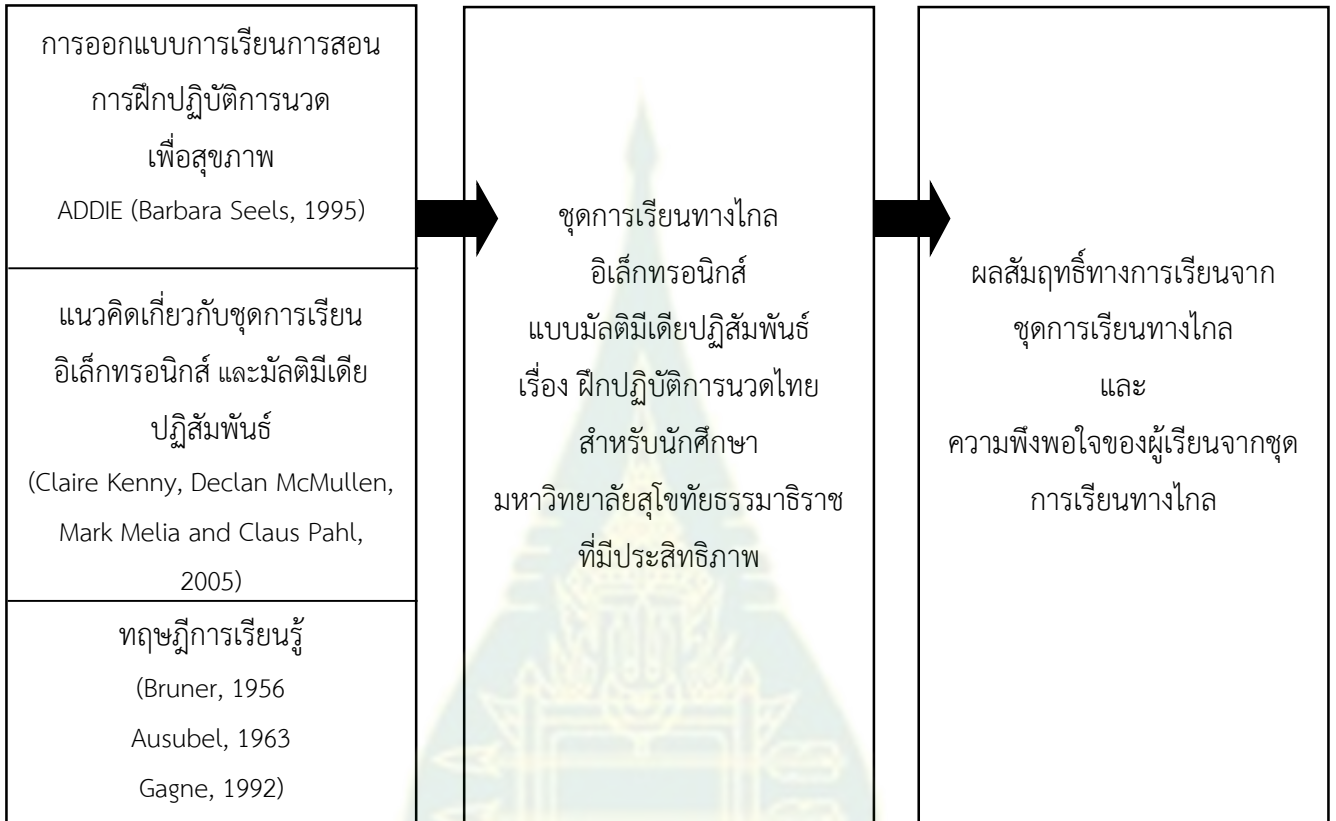 การออกแบบการเรียนการสอน
การฝึกปฏิบัติการนวด
เพื่อสุขภาพ
ADDIE (Barbara Seels, 1995)
แนวคิดเกี่ยวกับชุดการเรียน
อิเล็กทรอนิกส์ และมัลติมีเดีย
ปฏิสัมพันธ์
(Claire Kenny, Declan McMullen,
Mark Melia and Claus Pahl,
2005)
ทฤษฎีการเรียนรู้
(Bruner, 1956
Ausubel, 1963
Gagne, 1992)
ชุดการเรียนทางไกล
อิเล็กทรอนิกส์
แบบมัลติมีเดียปฏิสัมพันธ์
เรื่อง ฝึกปฏิบัติการนวดไทย
สำหรับนักศึกษา
มหาวิทยาลัยสุโขทัยธรรมาธิราช
ที่มีประสิทธิภาพ
ผลสัมฤทธิ์ทางการเรียนจาก
ชุดการเรียนทางไกล
และ
ความพึงพอใจของผู้เรียนจากชุด
การเรียนทางไกล